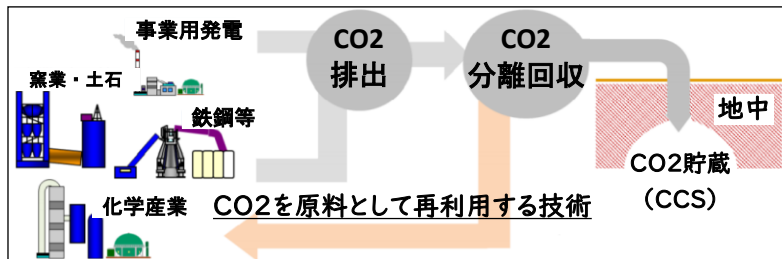 事業用発電
窯業・土石
鉄鋼等
化学産業
CO2
排出
CO2
分離回収
地中
CO2貯蔵
（CCS）
CO2を原料として再利用する技術